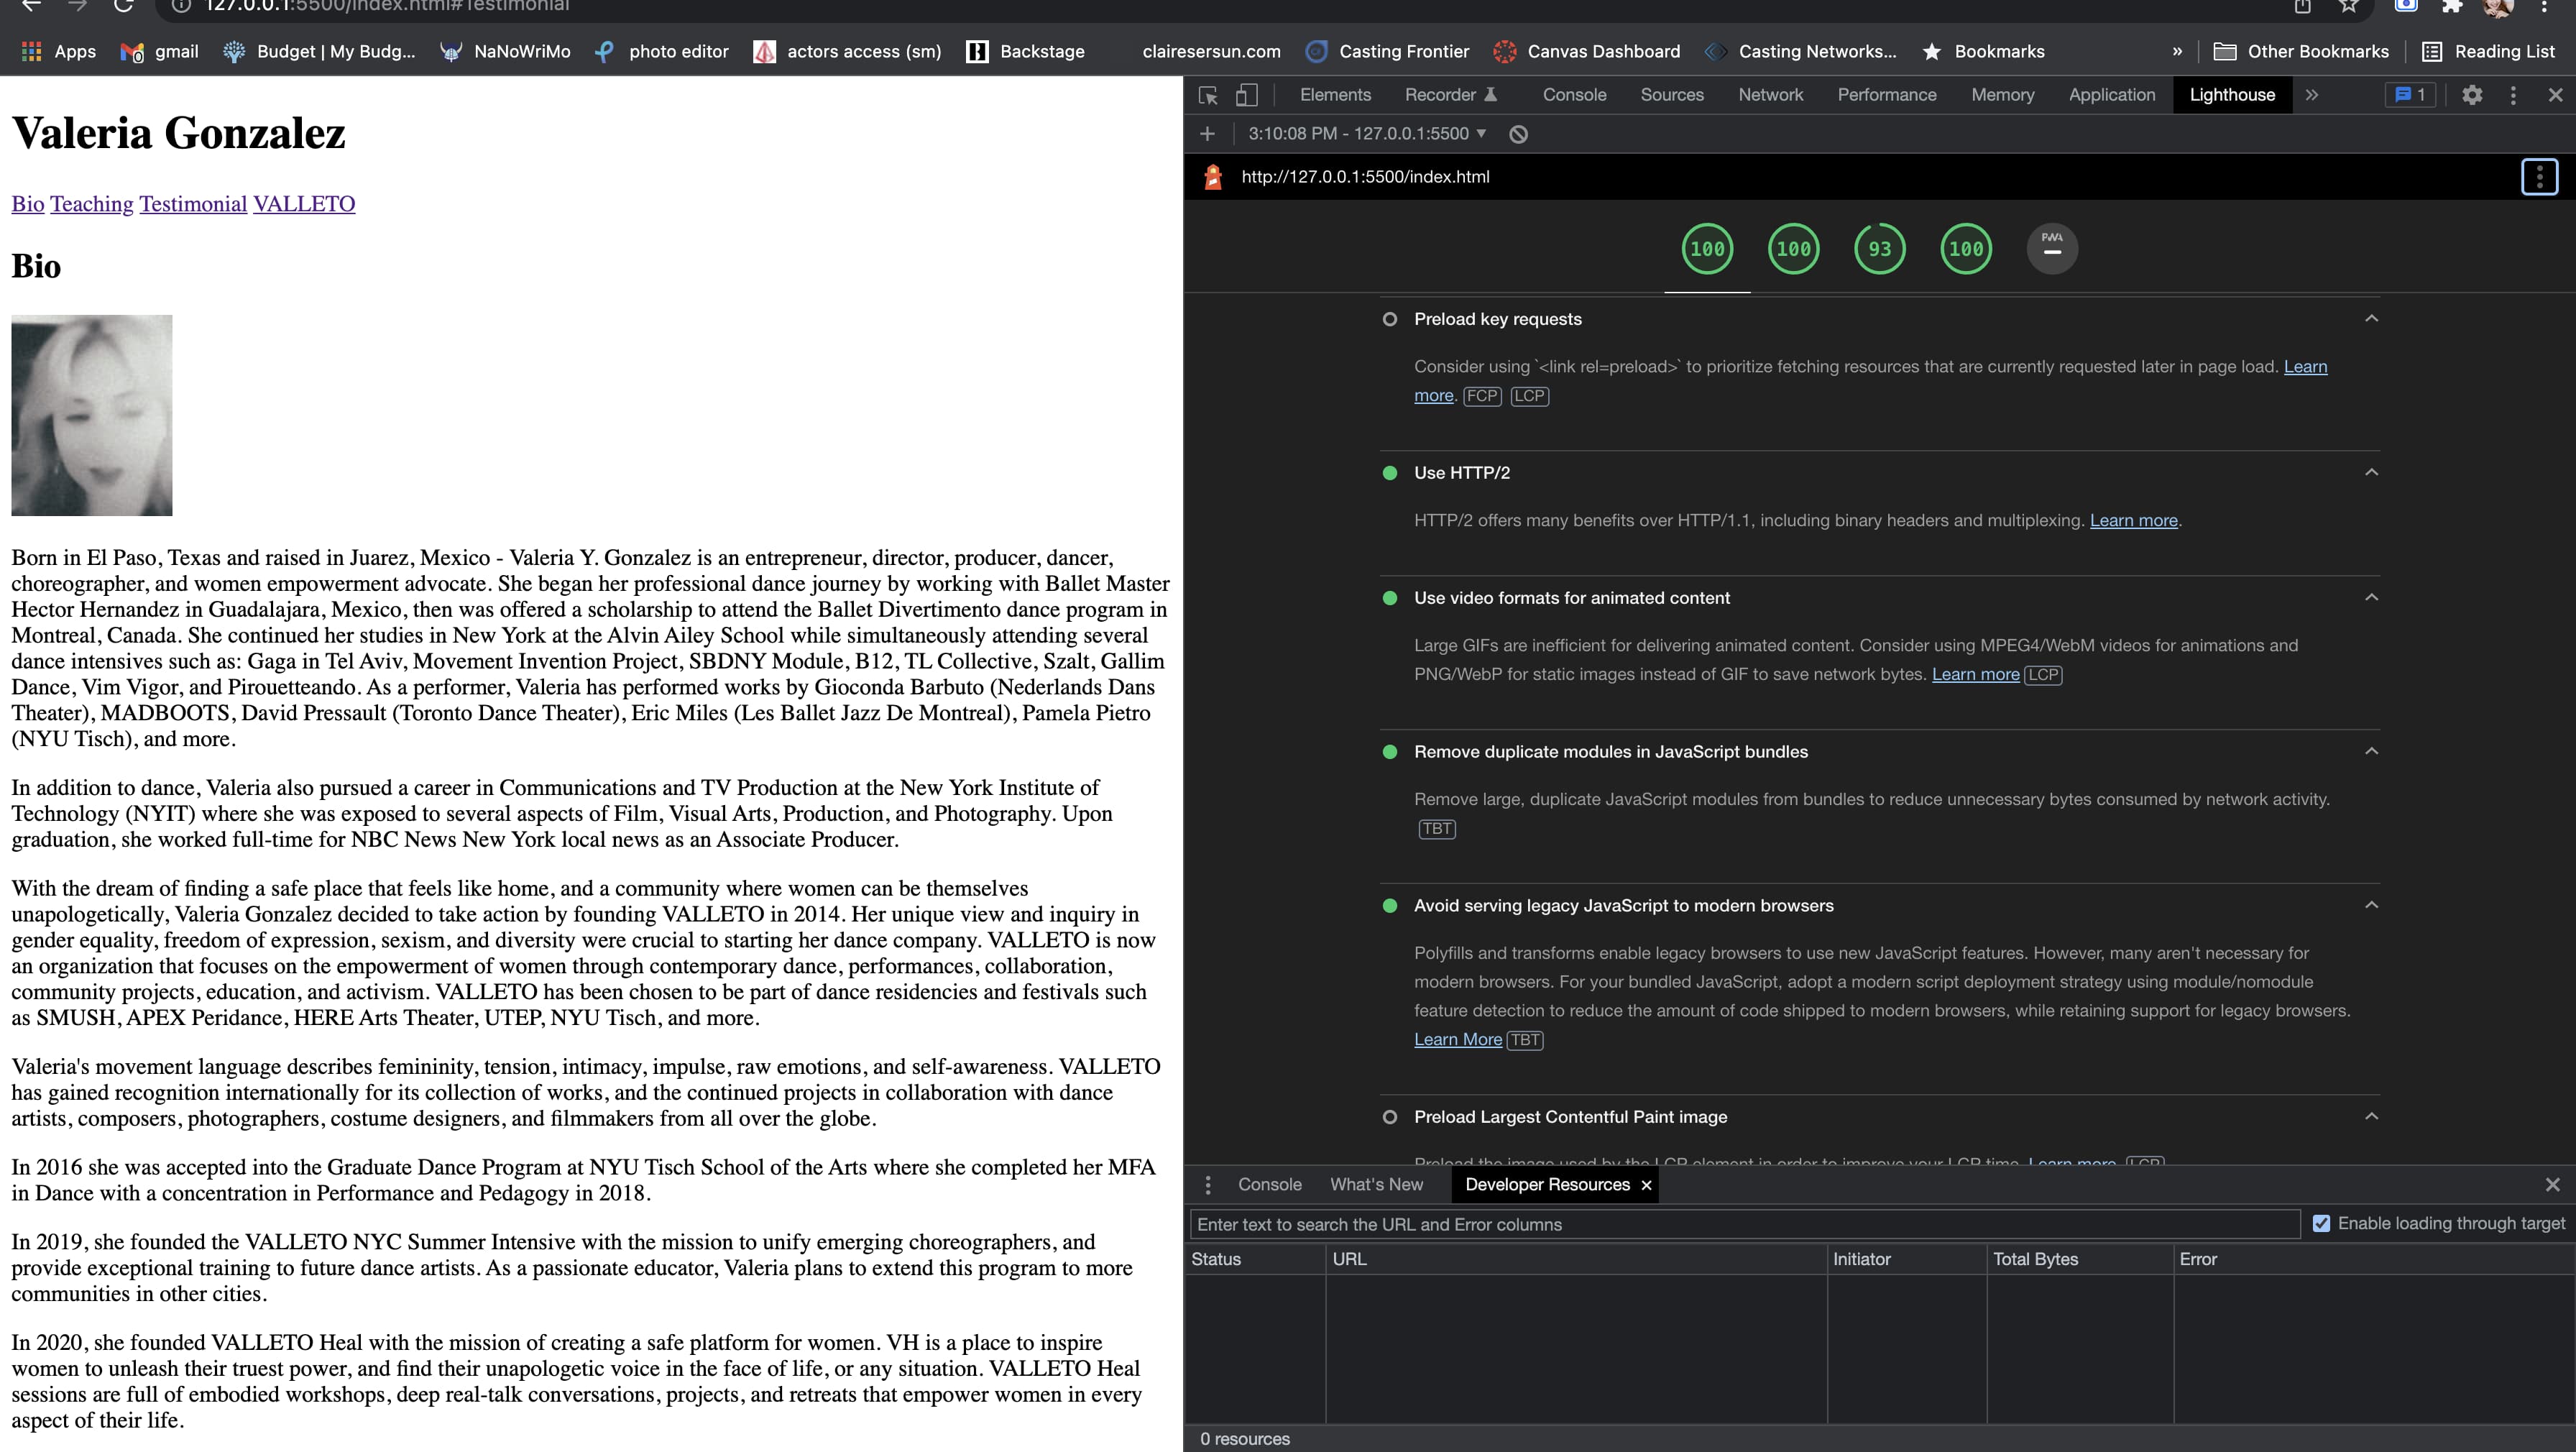 127.0.0.1:5500/index.html#Testimonial
Apps gmail Budget | My Budg... NaNoWriMo photo editor actors access (sm) Backstage clairesersun.com Casting Frontier Canvas Dashboard Casting Networks... Bookmarks » Other Bookmarks Reading List
Valeria Gonzalez
Bio Teaching Testimonial VALLETO
Bio
Born in El Paso, Texas and raised in Juarez, Mexico - Valeria Y. Gonzalez is an entrepreneur, director, producer, dancer,
choreographer, and women empowerment advocate. She began her professional dance journey by working with Ballet Master
Hector Hernandez in Guadalajara, Mexico, then was offered a scholarship to attend the Ballet Divertimento dance program in
Montreal, Canada. She continued her studies in New York at the Alvin Ailey School while simultaneously attending several
dance intensives such as: Gaga in Tel Aviv, Movement Invention Project, SBDNY Module, B12, TL Collective, Szalt, Gallim
Dance, Vim Vigor, and Pirouetteando. As a performer, Valeria has performed works by Gioconda Barbuto (Nederlands Dans
Theater), MADBOOTS, David Pressault (Toronto Dance Theater), Eric Miles (Les Ballet Jazz De Montreal), Pamela Pietro
(NYU Tisch), and more.
In addition to dance, Valeria also pursued a career in Communications and TV Production at the New York Institute of
Technology (NYIT) where she was exposed to several aspects of Film, Visual Arts, Production, and Photography. Upon
graduation, she worked full-time for NBC News New York local news as an Associate Producer.
With the dream of finding a safe place that feels like home, and a community where women can be themselves
unapologetically, Valeria Gonzalez decided to take action by founding VALLETO in 2014. Her unique view and inquiry in
gender equality, freedom of expression, sexism, and diversity were crucial to starting her dance company. VALLETO is now
an organization that focuses on the empowerment of women through contemporary dance, performances, collaboration,
community projects, education, and activism. VALLETO has been chosen to be part of dance residencies and festivals such
as SMUSH, APEX Peridance, HERE Arts Theater, UTEP, NYU Tisch, and more.
Valeria's movement language describes femininity, tension, intimacy, impulse, raw emotions, and self-awareness. VALLETO
has gained recognition internationally for its collection of works, and the continued projects in collaboration with dance
artists, composers, photographers, costume designers, and filmmakers from all over the globe.
In 2016 she was accepted into the Graduate Dance Program at NYU Tisch School of the Arts where she completed her MFA
in Dance with a concentration in Performance and Pedagogy in 2018.
In 2019, she founded the VALLETO NYC Summer Intensive with the mission to unify emerging choreographers, and
provide exceptional training to future dance artists. As a passionate educator, Valeria plans to extend this program to more
communities in other cities.
In 2020, she founded VALLETO Heal with the mission of creating a safe platform for women. VH is a place to inspire
women to unleash their truest power, and find their unapologetic voice in the face of life, or any situation. VALLETO Heal
sessions are full of embodied workshops, deep real-talk conversations, projects, and retreats that empower women in every
aspect of their life.
Elements Recorder Console Sources Network Performance Memory Application Lighthouse » 1
3:10:08 PM - 127.0.0.1:5500
http://127.0.0.1:5500/index.html
100 100 93 100 PWA
Preload key requests
Consider using `<link rel=preload>` to prioritize fetching resources that are currently requested later in page load. Learn
more. FCP LCP
Use HTTP/2
HTTP/2 offers many benefits over HTTP/1.1, including binary headers and multiplexing. Learn more.
Use video formats for animated content
Large GIFs are inefficient for delivering animated content. Consider using MPEG4/WebM videos for animations and
PNG/WebP for static images instead of GIF to save network bytes. Learn more LCP
Remove duplicate modules in JavaScript bundles
Remove large, duplicate JavaScript modules from bundles to reduce unnecessary bytes consumed by network activity.
TBT
Avoid serving legacy JavaScript to modern browsers
Polyfills and transforms enable legacy browsers to use new JavaScript features. However, many aren't necessary for
modern browsers. For your bundled JavaScript, adopt a modern script deployment strategy using module/nomodule
feature detection to reduce the amount of code shipped to modern browsers, while retaining support for legacy browsers.
Learn More TBT
Preload Largest Contentful Paint image
Preload the image used by the LCP element in order to improve your LCP time. Learn more. LCP
Console What's New Developer Resources
Enter text to search the URL and Error columns Enable loading through target
Status URL Initiator Total Bytes Error
0 resources